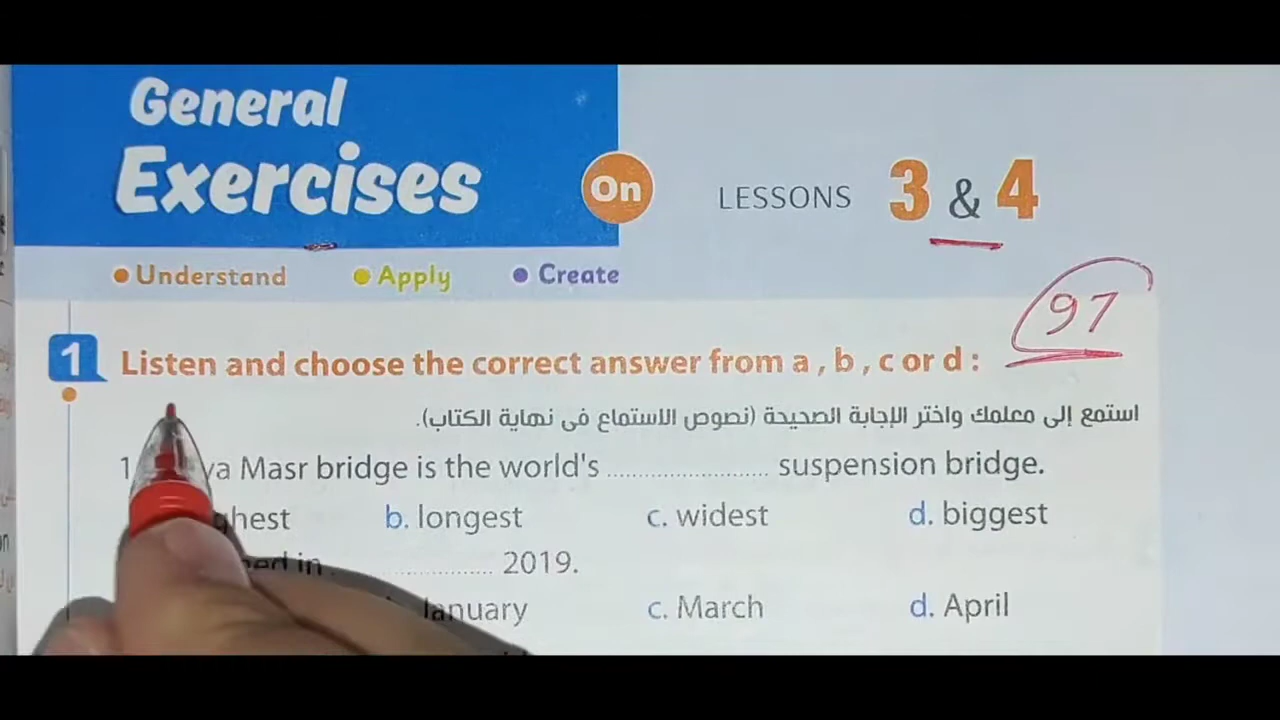 General
Exercises
On
LESSONS 3 & 4
Understand Apply Create
97
1 Listen and choose the correct answer from a , b , c or d :
استمع إلى معلمك واختر الإجابة الصحيحة (نصوص الاستماع فى نهاية الكتاب).
1 Masr bridge is the world's .................... suspension bridge.
b. longest c. widest d. biggest
in .................... 2019.
January c. March d. April